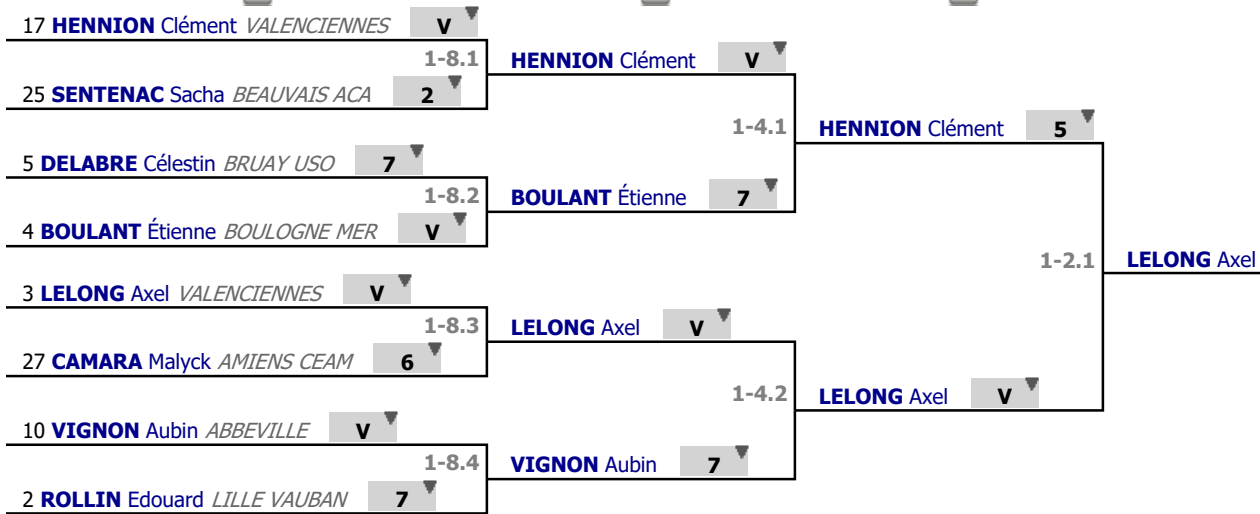 17 HENNION Clément VALENCIENNES V
1-8.1
25 SENTENAC Sacha BEAUVAIS ACA 2
5 DELABRE Célestin BRUAY USO 7
1-8.2
4 BOULANT Étienne BOULOGNE MER V
3 LELONG Axel VALENCIENNES V
1-8.3
27 CAMARA Malyck AMIENS CEAM 6
10 VIGNON Aubin ABBEVILLE V
1-8.4
2 ROLLIN Edouard LILLE VAUBAN 7
HENNION Clément V
1-4.1
BOULANT Étienne 7
LELONG Axel V
1-4.2
VIGNON Aubin 7
HENNION Clément 5
1-2.1
LELONG Axel V
LELONG Axel